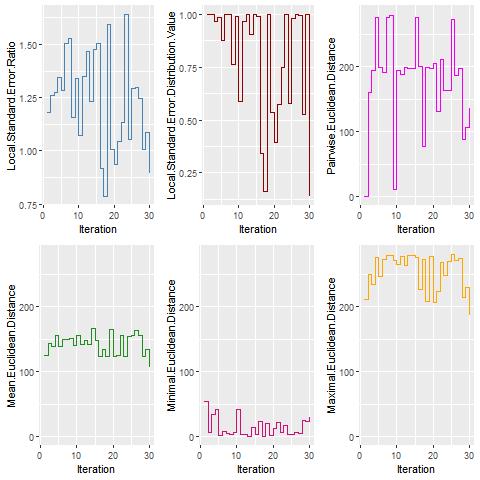 Local.Standard.Error.Ratio
1.50
1.25
1.00
0.75
0 10 20 30
Iteration
Local.Standard.Error.Distribution.Value
1.00
0.75
0.50
0.25
0 10 20 30
Iteration
Pairwise.Euclidean.Distance
200
100
0
0 10 20 30
Iteration
Mean.Euclidean.Distance
200
100
0
0 10 20 30
Iteration
Minimal.Euclidean.Distance
200
100
0
0 10 20 30
Iteration
Maximal.Euclidean.Distance
200
100
0
0 10 20 30
Iteration